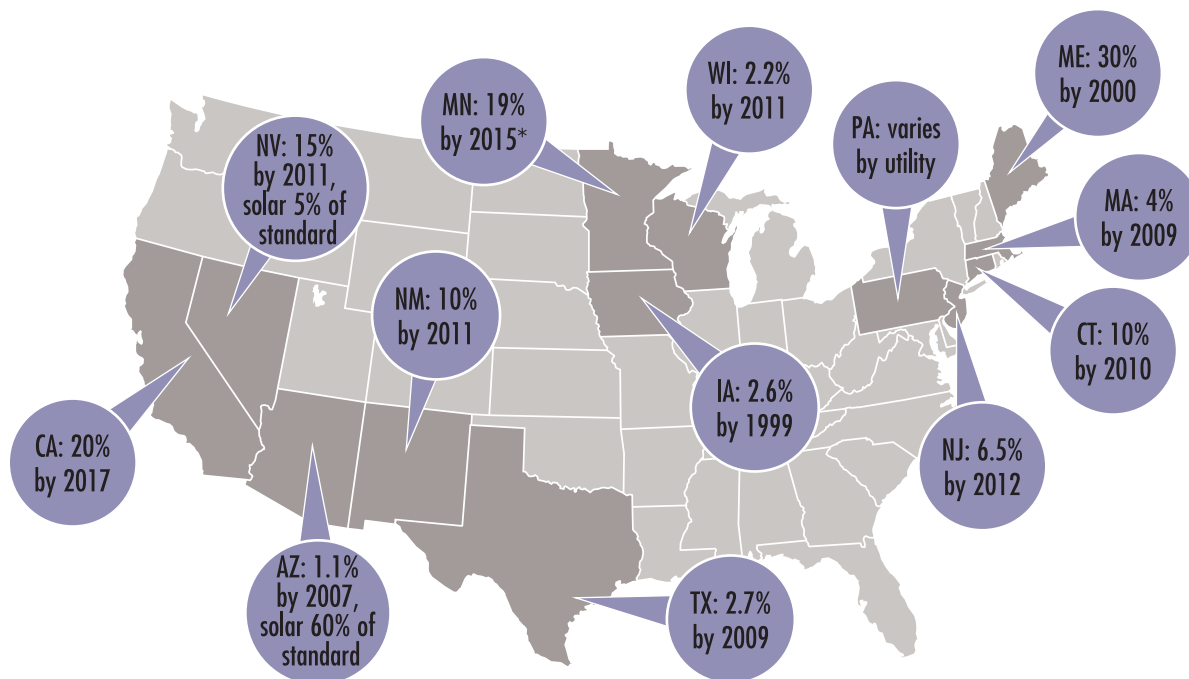 WI: 2.2%
by 2011
ME: 30%
by 2000
MN: 19%
by 2015*
PA: varies
by utility
NV: 15%
by 2011,
solar 5% of
standard
MA: 4%
by 2009
NM: 10%
by 2011
CT: 10%
by 2010
IA: 2.6%
by 1999
CA: 20%
by 2017
NJ: 6.5%
by 2012
AZ: 1.1%
by 2007,
solar 60% of
standard
TX: 2.7%
by 2009